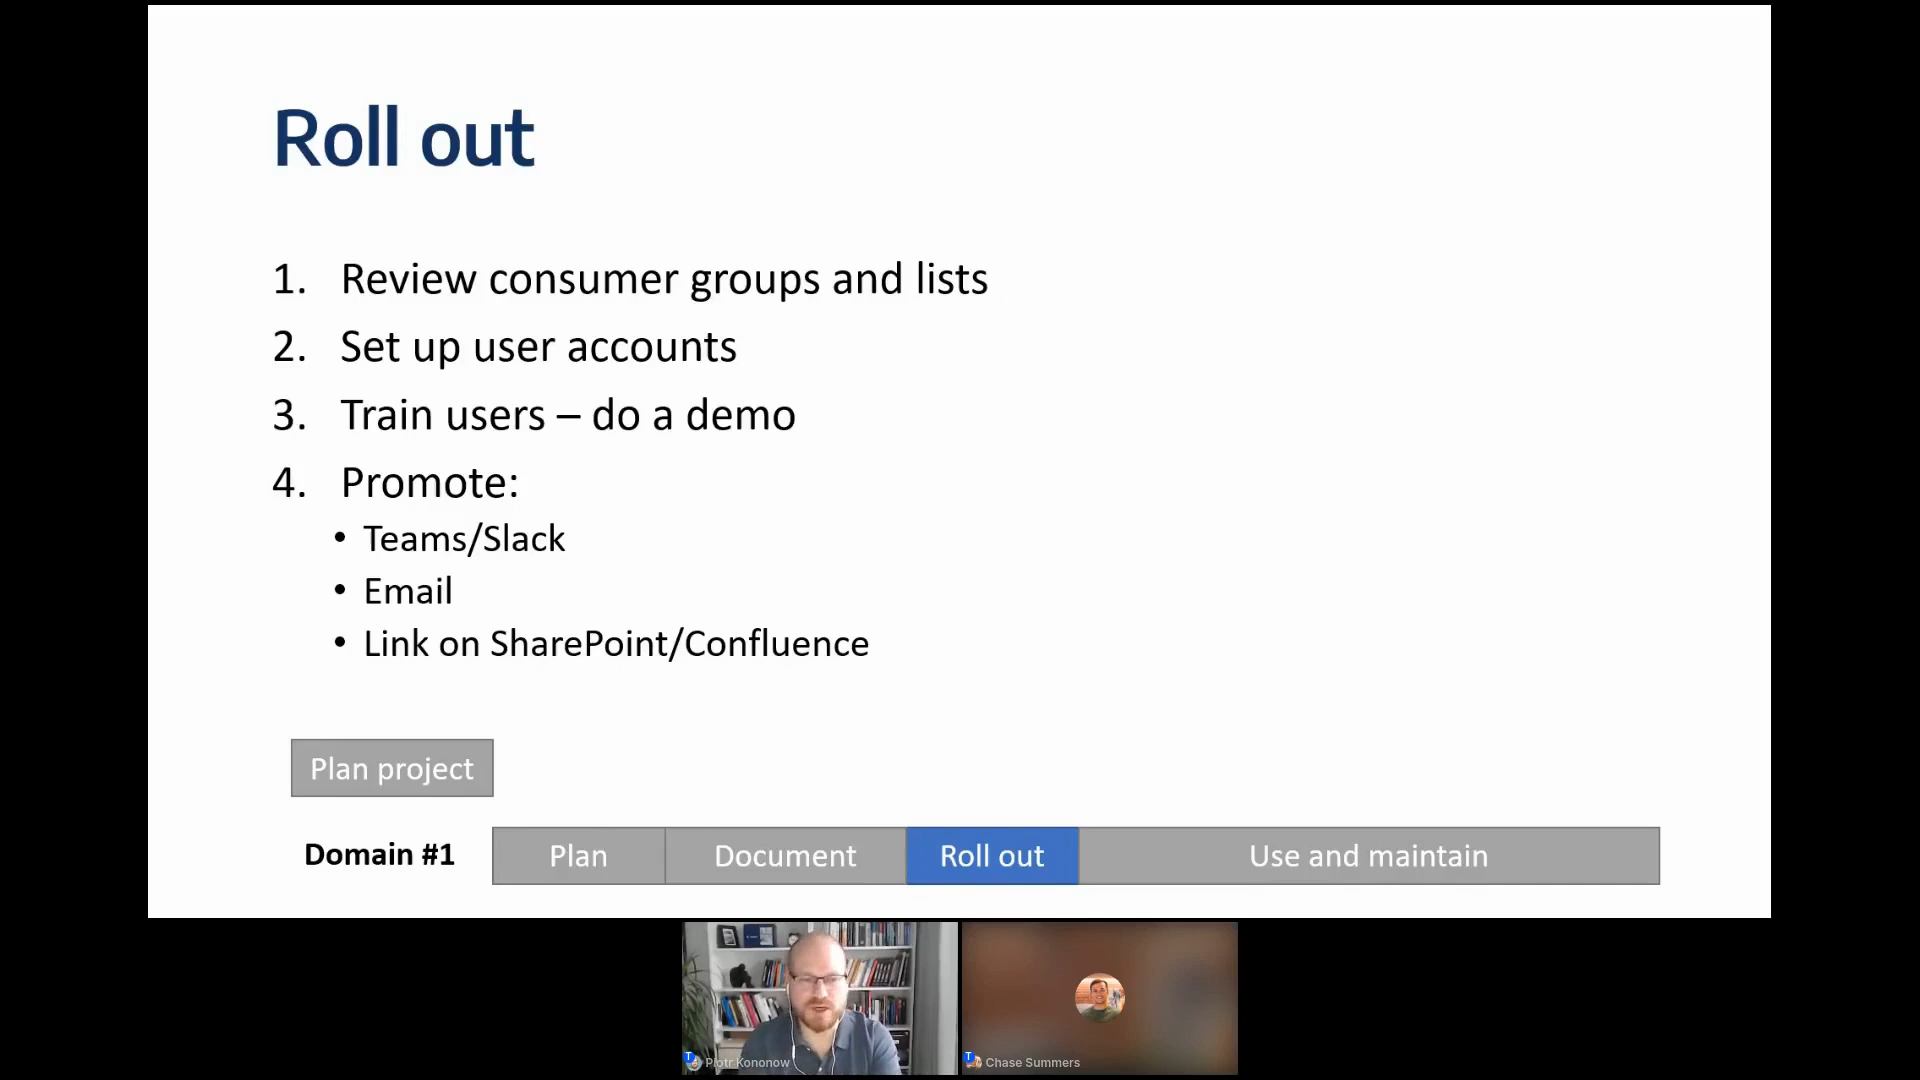 Roll out
1. Review consumer groups and lists
2. Set up user accounts
3. Train users – do a demo
4. Promote:
• Teams/Slack
• Email
• Link on SharePoint/Confluence
Plan project
Domain #1 Plan Document Roll out Use and maintain
Piotr Kononow
Chase Summers